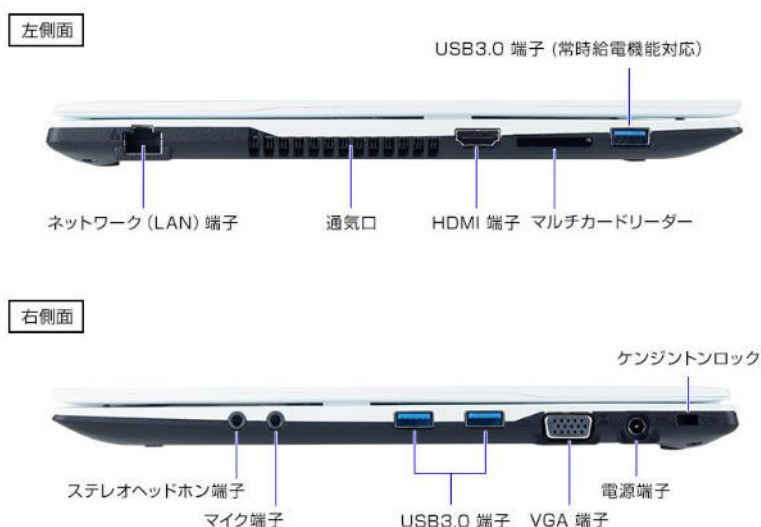 左側面
USB3.0 端子 (常時給電機能対応)
ネットワーク (LAN) 端子
通気口
HDMI 端子
マルチカードリーダー
右側面
ケンジントンロック
ステレオヘッドホン端子
マイク端子
USB3.0 端子
VGA 端子
電源端子